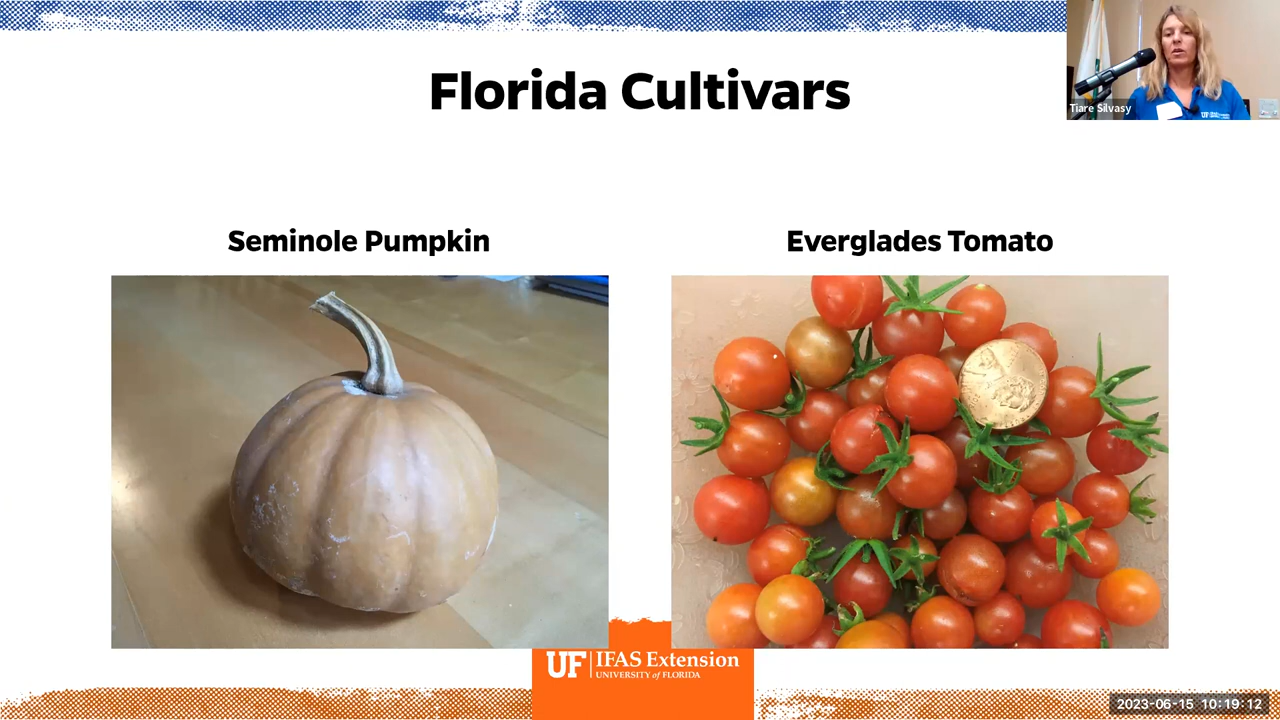 Florida Cultivars
Tiare Silvasy
Seminole Pumpkin
Everglades Tomato
UF IFAS Extension
UNIVERSITY of FLORIDA
2023-06-15 10:19:12